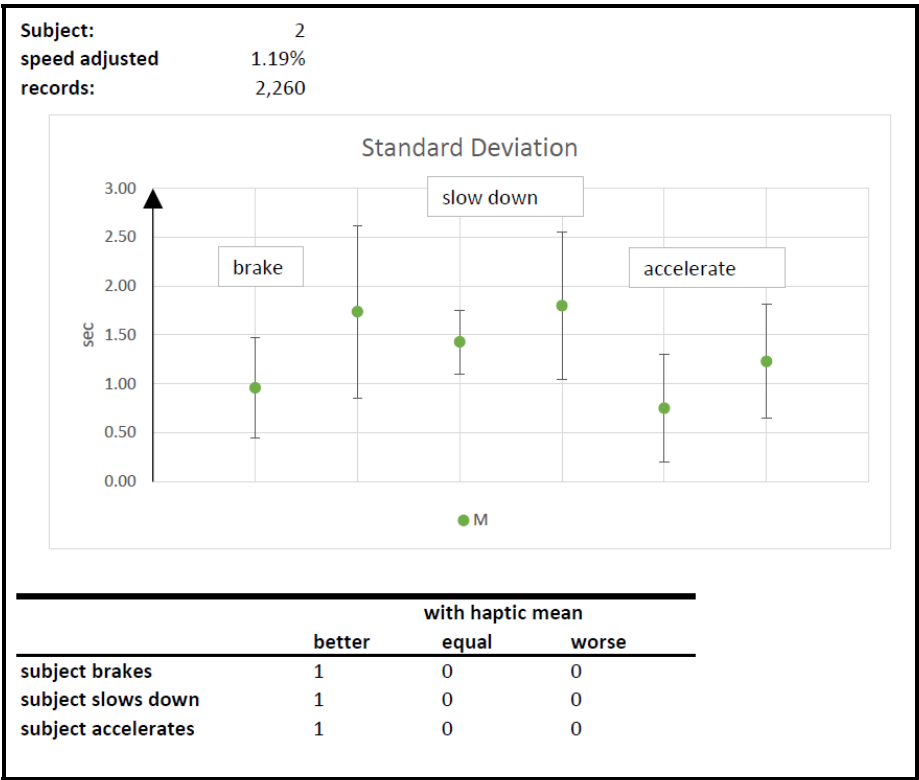 Subject: 2
speed adjusted 1.19%
records: 2,260
Standard Deviation
3.00
slow down
2.50
brake
accelerate
2.00
sec
1.50
1.00
0.50
0.00
M
with haptic mean
better equal worse
subject brakes 1 0 0
subject slows down 1 0 0
subject accelerates 1 0 0